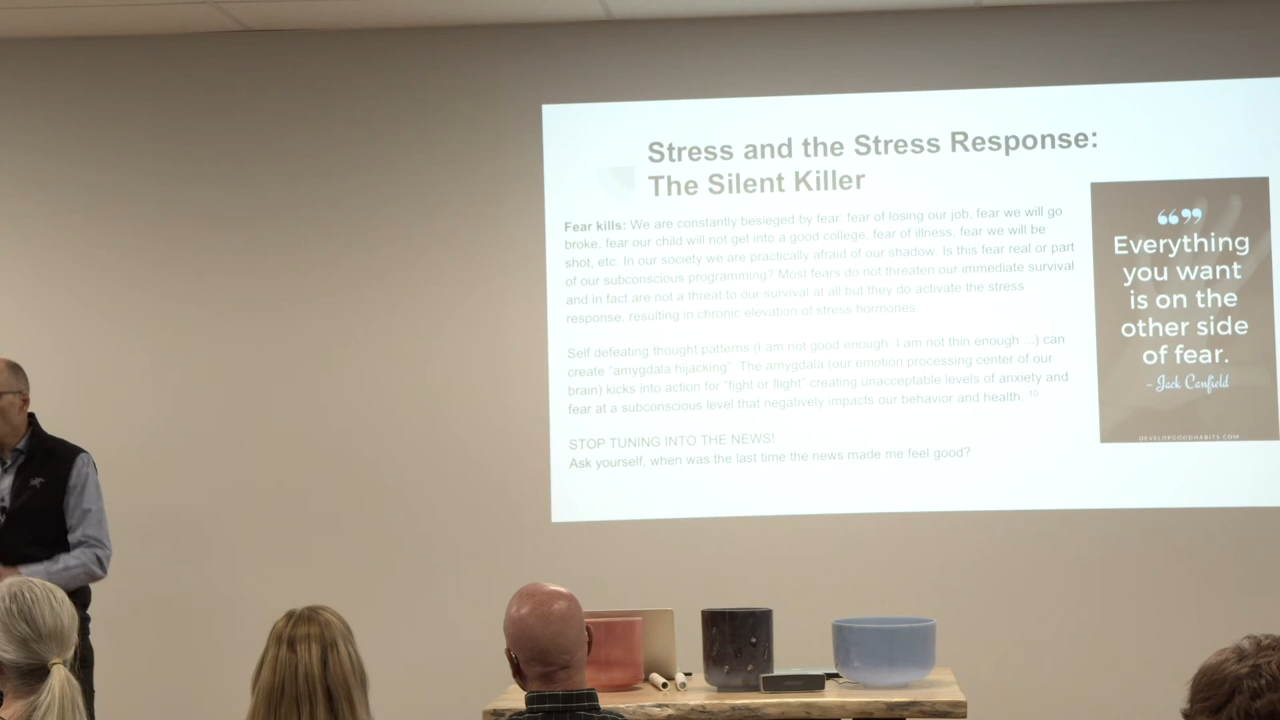 Stress and the Stress Response:
The Silent Killer
Fear kills: We are constantly besieged by fear: fear of losing our job, fear we will go
broke, fear our child will not get into a good college, fear of illness, fear we will be
shot, etc. In our society we are practically afraid of our shadow. Is this fear real or part
of our subconscious programming? Most fears do not threaten our immediate survival
and in fact are not a threat to our survival at all but they do activate the stress
response, resulting in chronic elevation of stress hormones.
Self defeating thought patterns (I am not good enough, I am not thin enough ...) can
create "amygdala hijacking". The amygdala (our emotion processing center of our
brain) kicks into action for "fight or flight" creating unacceptable levels of anxiety and
fear at a subconscious level that negatively impacts our behavior and health. 10
STOP TUNING INTO THE NEWS!
Ask yourself, when was the last time the news made me feel good?
“”
Everything
you want
is on the
other side
of fear.
- Jack Canfield
DEVELOPGOODHABITS.COM